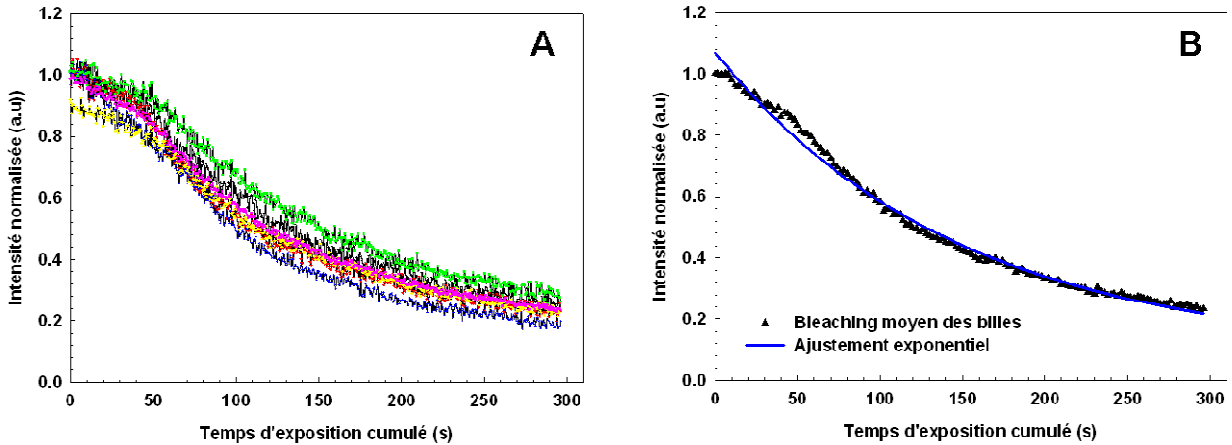 A
Intensité normalisée (a.u))
1.2
1.0
0.8
0.6
0.4
0.2
0.0
0 50 100 150 200 250 300
Temps d'exposition cumulé (s)
B
Intensité normalisée (a.u)
1.2
1.0
0.8
0.6
0.4
0.2
0.0
Bleaching moyen des billes
Ajustement exponentiel
0 50 100 150 200 250 300
Temps d'exposition cumulé (s)